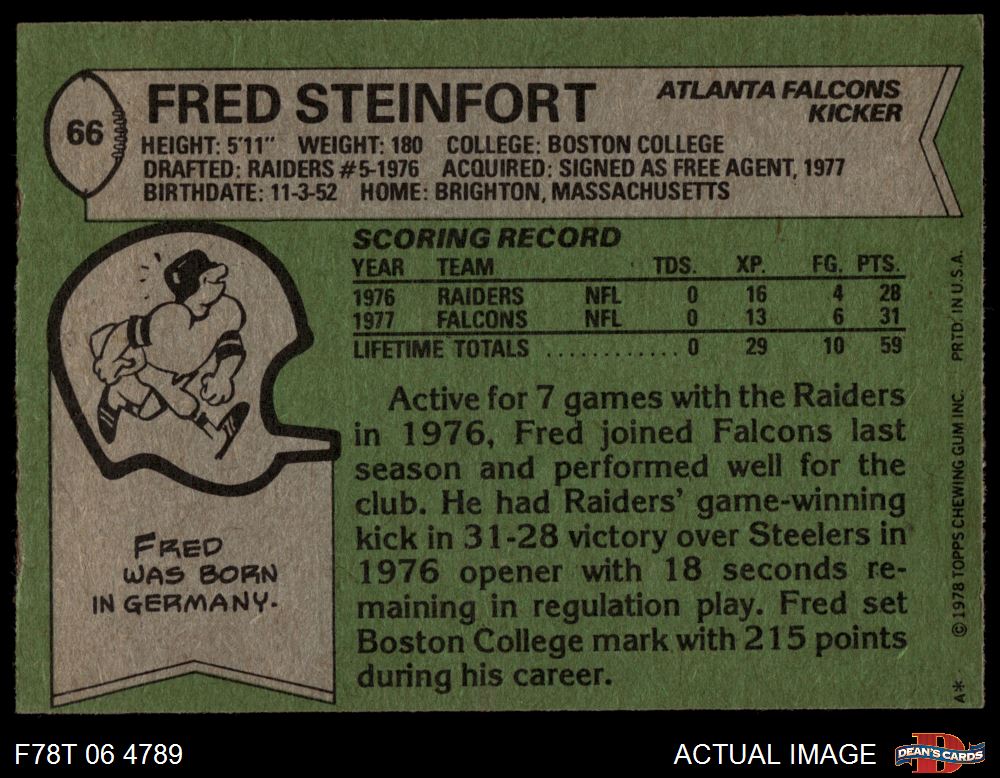 66
FRED STEINFORT
ATLANTA FALCONS
KICKER
HEIGHT: 5'11" WEIGHT: 180 COLLEGE: BOSTON COLLEGE
DRAFTED: RAIDERS #5-1976 ACQUIRED: SIGNED AS FREE AGENT, 1977
BIRTHDATE: 11-3-52 HOME: BRIGHTON, MASSACHUSETTS
SCORING RECORD
YEAR TEAM TDS. XP. FG. PTS.
1976 RAIDERS NFL 0 16 4 28
1977 FALCONS NFL 0 13 6 31
LIFETIME TOTALS ............ 0 29 10 59
Active for 7 games with the Raiders
in 1976, Fred joined Falcons last
season and performed well for the
club. He had Raiders' game-winning
kick in 31-28 victory over Steelers in
1976 opener with 18 seconds re-
maining in regulation play. Fred set
Boston College mark with 215 points
during his career.
FRED
WAS BORN
IN GERMANY.
A* © 1978 TOPPS CHEWING GUM INC. PRTD. IN U.S.A.
F78T 06 4789
ACTUAL IMAGE
DEAN'S CARDS